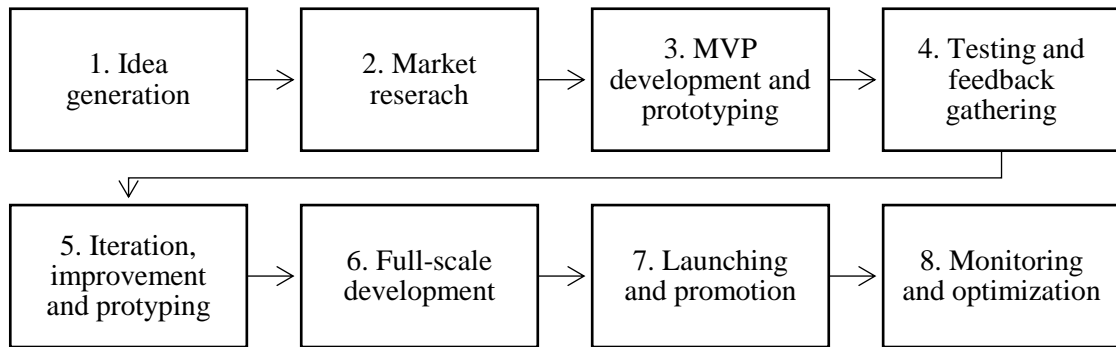 1. Idea
generation
2. Market
reserach
3. MVP
development and
prototyping
4. Testing and
feedback
gathering
5. Iteration,
improvement
and protyping
6. Full-scale
development
7. Launching
and promotion
8. Monitoring
and optimization